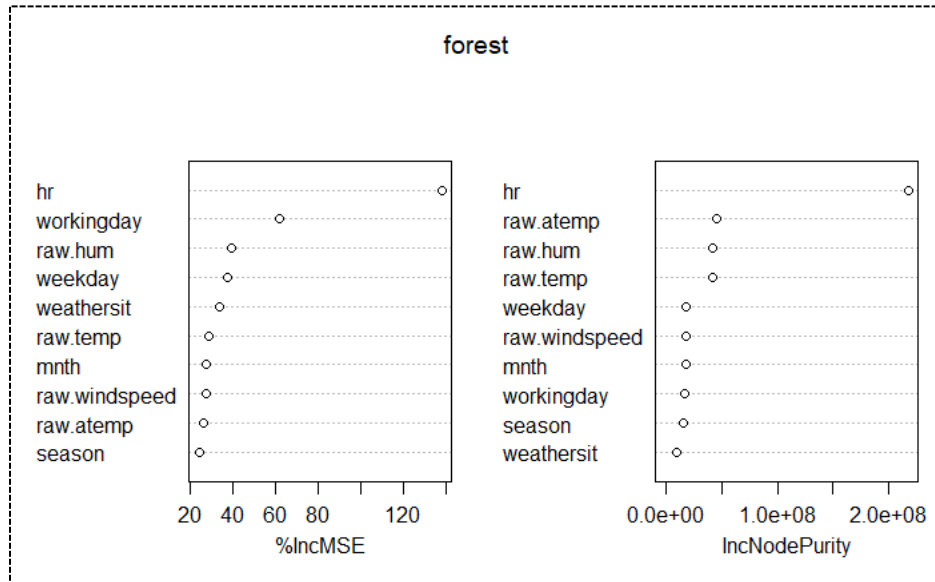 forest
hr
workingday
raw.hum
weekday
weathersit
raw.temp
mnth
raw.windspeed
raw.atemp
season
20 40 60 80 120
%IncMSE
hr
raw.atemp
raw.hum
raw.temp
weekday
raw.windspeed
mnth
workingday
season
weathersit
0.0e+00 1.0e+08 2.0e+08
IncNodePurity